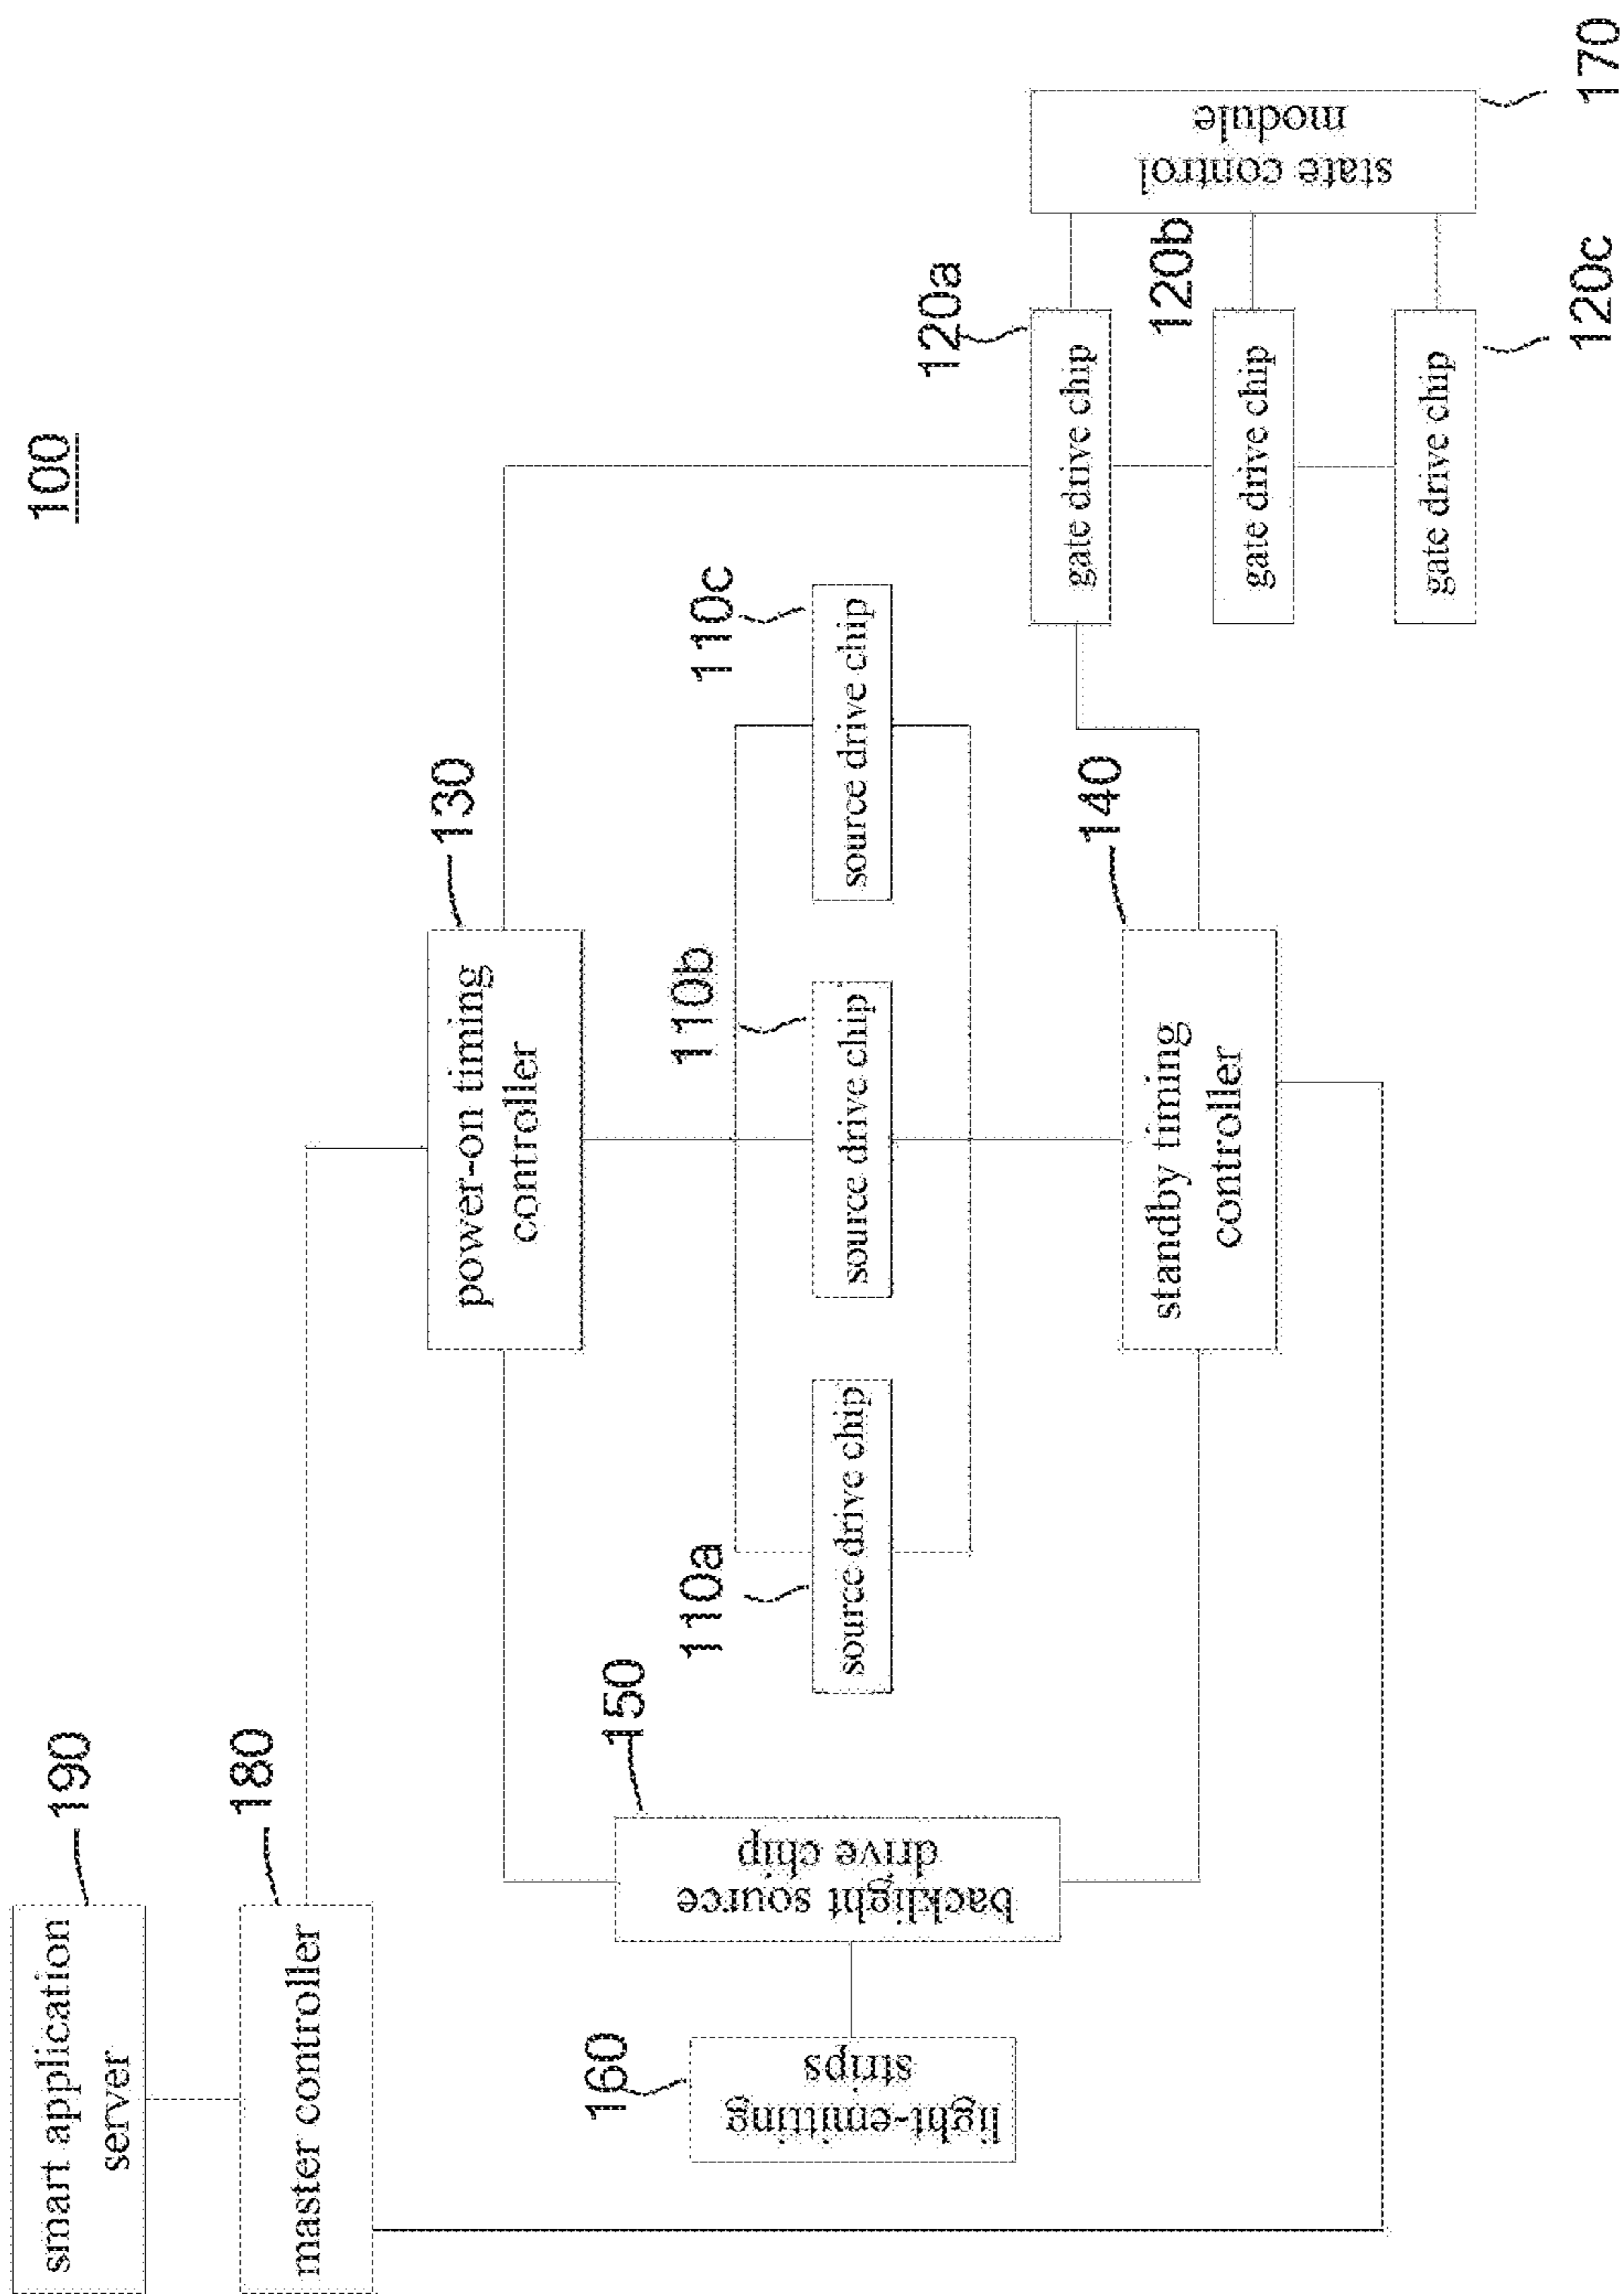 100
smart application
server
190
master controller
180
power-on timing
controller
130
backlight source
drive chip
150
light-emitting
strips
160
source drive chip
110a
source drive chip
110b
source drive chip
110c
standby timing
controller
140
gate drive chip
120a
gate drive chip
120b
gate drive chip
120c
state control
module
170